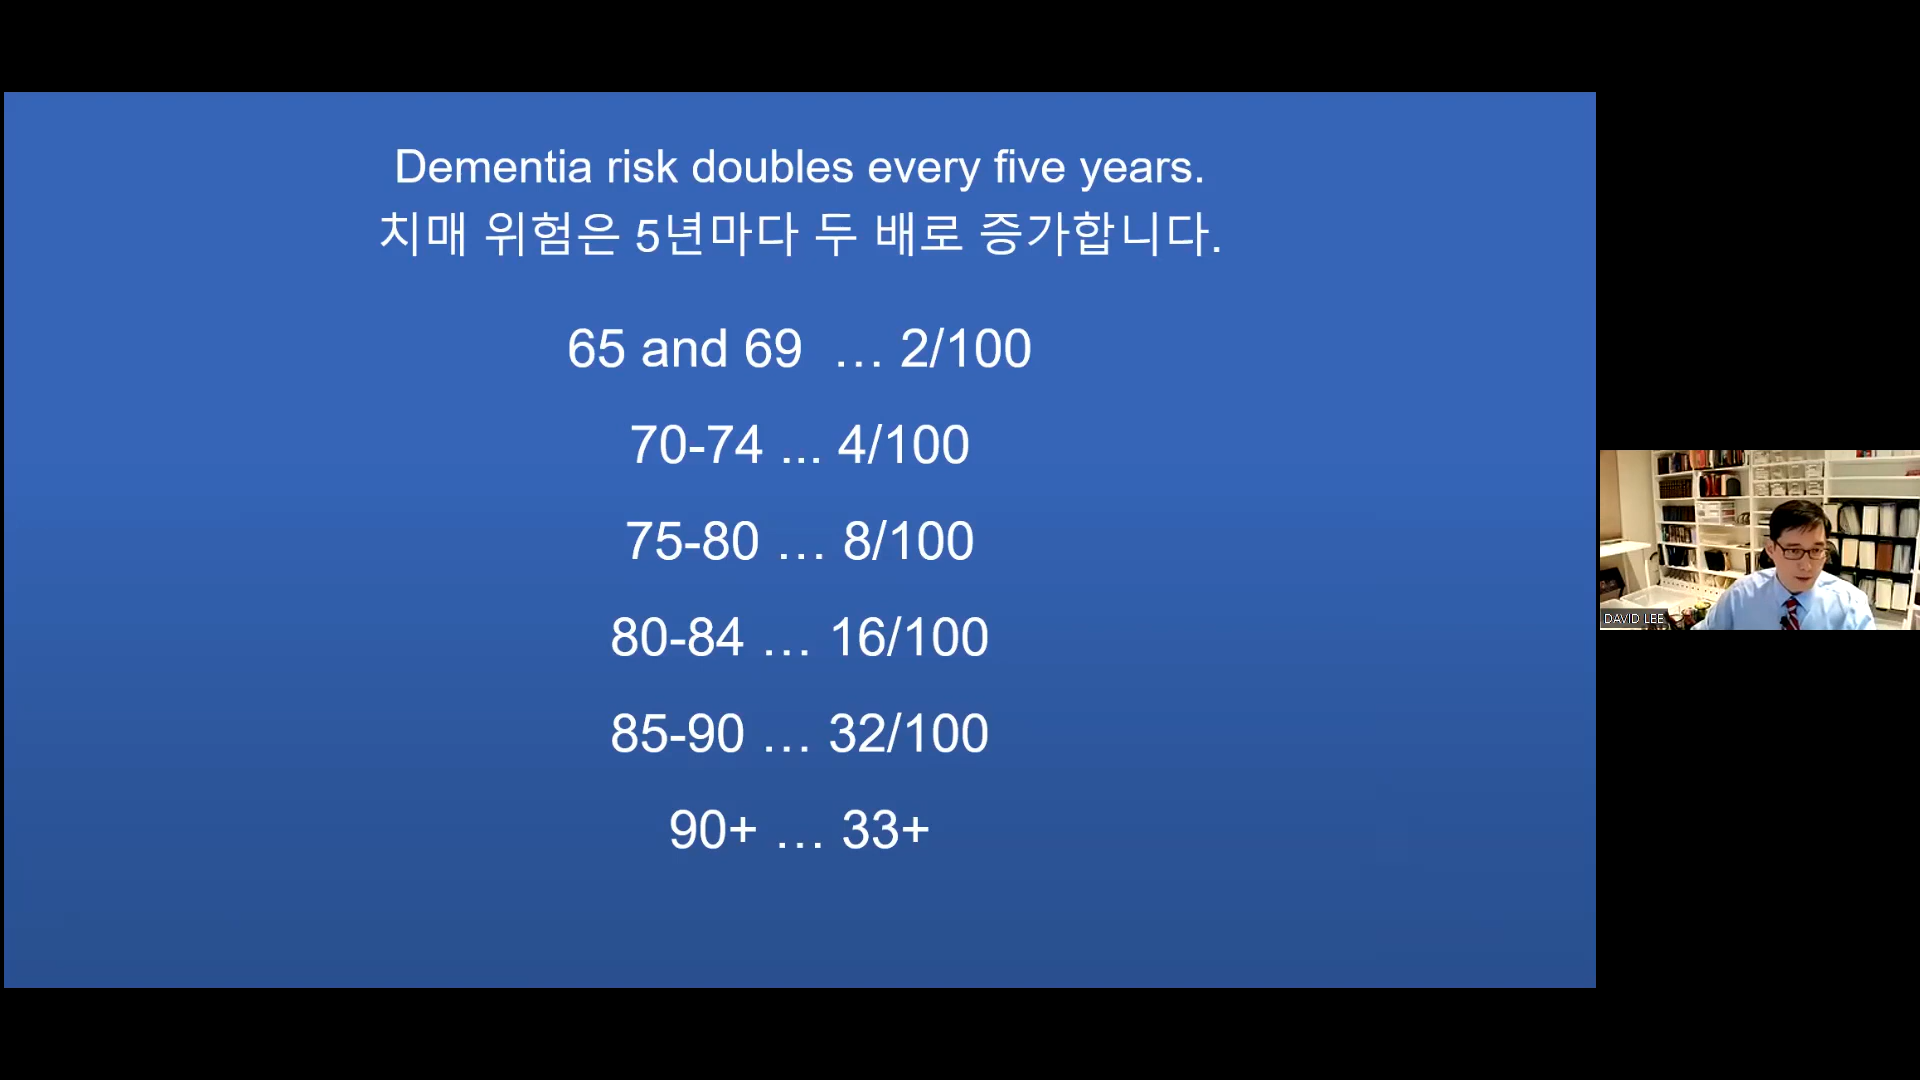 Dementia risk doubles every five years.
치매 위험은 5년마다 두 배로 증가합니다.
65 and 69 … 2/100
70-74 ... 4/100
75-80 … 8/100
80-84 … 16/100
85-90 … 32/100
90+ … 33+
DAVID LEE